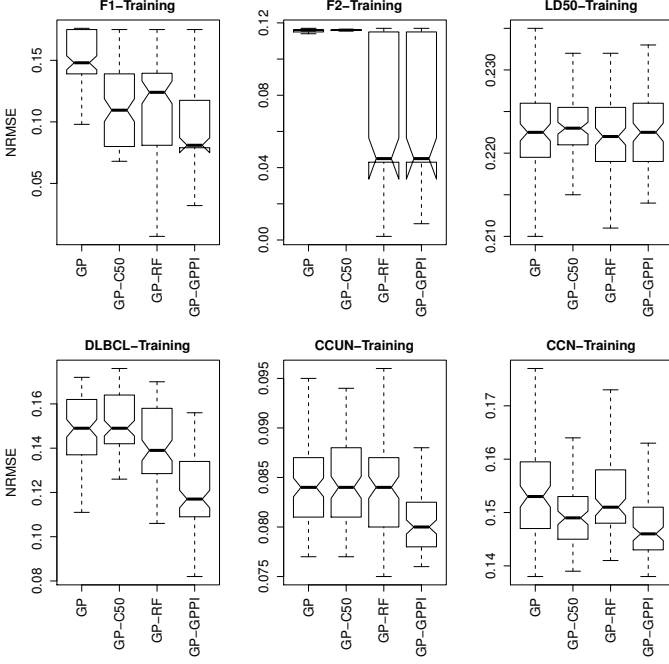 F1−Training
F2−Training
LD50−Training
NRMSE
0.05
0.10
0.15
GP
GP−C50
GP−RF
GP−GPPI
0.00
0.04
0.08
0.12
GP
GP−C50
GP−RF
GP−GPPI
0.210
0.220
0.230
GP
GP−C50
GP−RF
GP−GPPI
DLBCL−Training
CCUN−Training
CCN−Training
NRMSE
0.08
0.10
0.12
0.14
0.16
GP
GP−C50
GP−RF
GP−GPPI
0.075
0.080
0.085
0.090
0.095
GP
GP−C50
GP−RF
GP−GPPI
0.14
0.15
0.16
0.17
GP
GP−C50
GP−RF
GP−GPPI